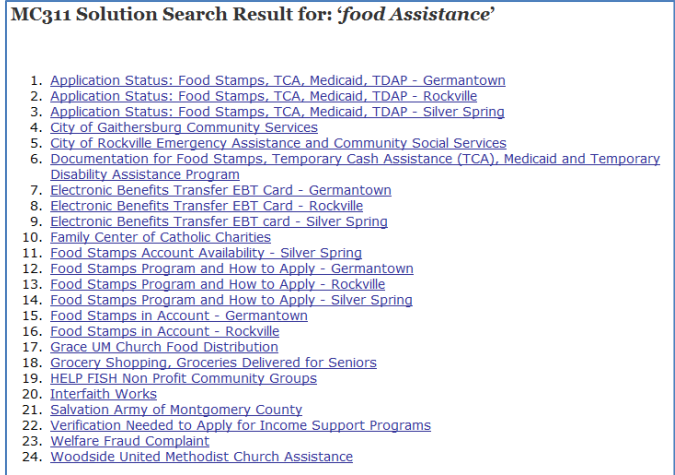 MC311 Solution Search Result for: ‘food Assistance’
1. Application Status: Food Stamps, TCA, Medicaid, TDAP - Germantown
2. Application Status: Food Stamps, TCA, Medicaid, TDAP - Rockville
3. Application Status: Food Stamps, TCA, Medicaid, TDAP - Silver Spring
4. City of Gaithersburg Community Services
5. City of Rockville Emergency Assistance and Community Social Services
6. Documentation for Food Stamps, Temporary Cash Assistance (TCA), Medicaid and Temporary
Disability Assistance Program
7. Electronic Benefits Transfer EBT Card - Germantown
8. Electronic Benefits Transfer EBT Card - Rockville
9. Electronic Benefits Transfer EBT card - Silver Spring
10. Family Center of Catholic Charities
11. Food Stamps Account Availability - Silver Spring
12. Food Stamps Program and How to Apply - Germantown
13. Food Stamps Program and How to Apply - Rockville
14. Food Stamps Program and How to Apply - Silver Spring
15. Food Stamps in Account - Germantown
16. Food Stamps in Account - Rockville
17. Grace UM Church Food Distribution
18. Grocery Shopping, Groceries Delivered for Seniors
19. HELP FISH Non Profit Community Groups
20. Interfaith Works
21. Salvation Army of Montgomery County
22. Verification Needed to Apply for Income Support Programs
23. Welfare Fraud Complaint
24. Woodside United Methodist Church Assistance